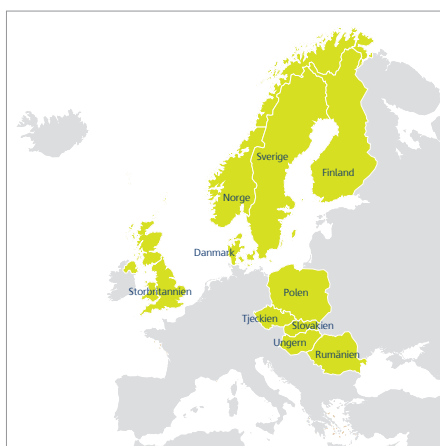 Sverige
Finland
Norge
Danmark
Storbritannien
Polen
Tjeckien
Slovakien
Ungern
Rumänien